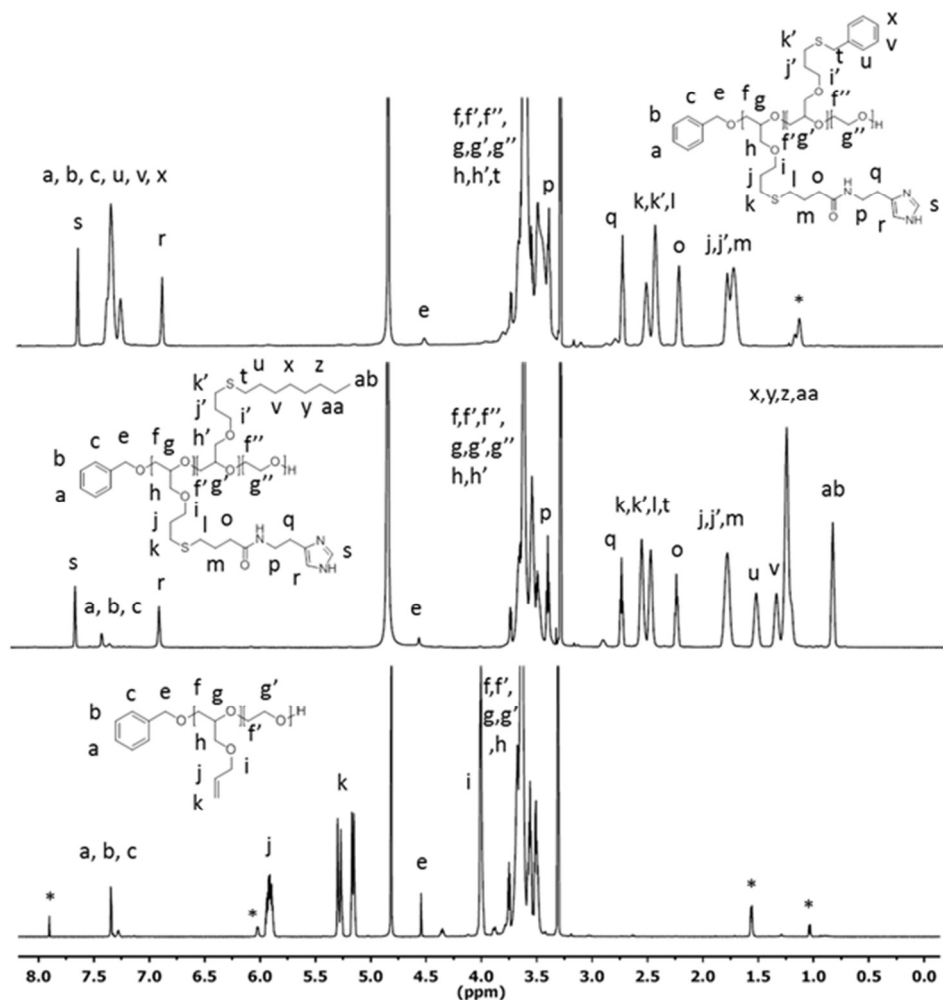 x
k' S
v
t
j' u
i'
O
e f g f''
c
b O O O O H
a f' g' g''
h
O i
j l o H q
k N N
S s
m O p r NH
a, b, c, u, v, x
s
r
e
f,f',f'',
g,g',g''
h,h',t
p
q
k,k',l
o
j,j',m
*
u x z
k' S t ab
v y aa
j' i'
h' O
c e f g f''
b O O O O H
a h f' g' g''
O i
j l o H q
k N N
S s
m O p r NH
s
a, b, c
r
e
f,f',f'',
g,g',g''
h,h'
p
q
k,k',l,t
o
j,j',m
u
v
x,y,z,aa
ab
c e f g g'
b O O O H
a h f'
O
j i
k
a, b, c
*
*
j
k
e
i
f,f',
g,g'
,h
*
*
8.0 7.5 7.0 6.5 6.0 5.5 5.0 4.5 4.0 3.5 3.0 2.5 2.0 1.5 1.0 0.5 0.0
(ppm)